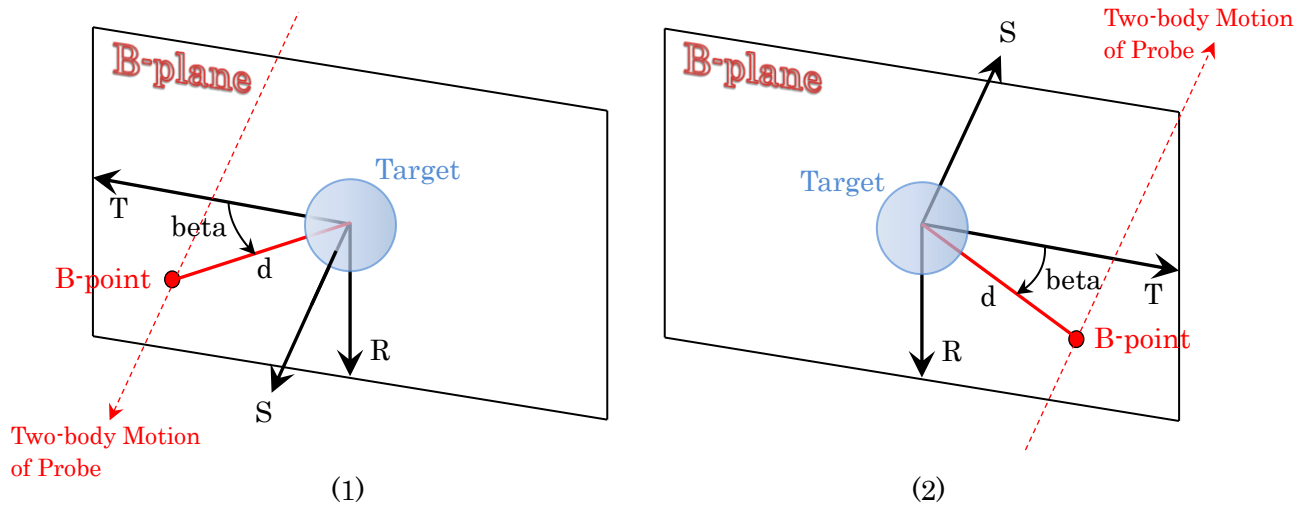 B-plane
Target
T
beta
d
B-point
R
S
Two-body Motion
of Probe
(1)
Two-body Motion
of Probe
S
B-plane
Target
beta
d
T
B-point
R
(2)